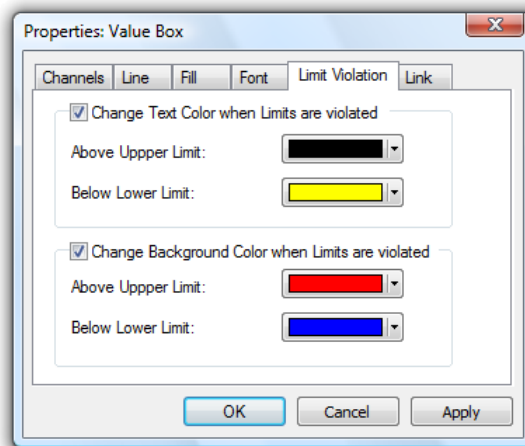 Properties: Value Box
Channels Line Fill Font Limit Violation Link
Change Text Color when Limits are violated
Above Uppper Limit:
Below Lower Limit:
Change Background Color when Limits are violated
Above Uppper Limit:
Below Lower Limit:
OK Cancel Apply